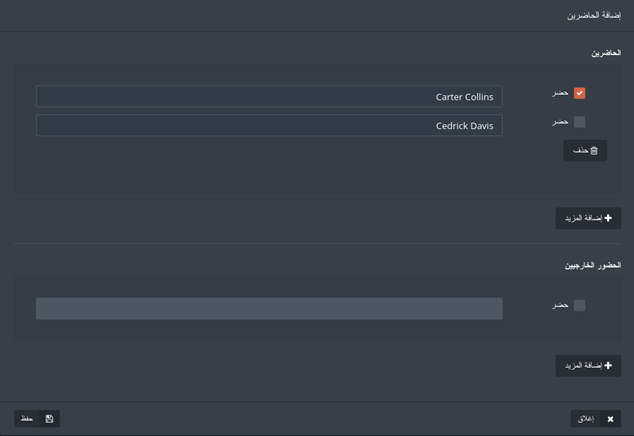 إضافة الحاضرين
الحاضرين
حضر Carter Collins
حضر Cedrick Davis
حذف
إضافة المزيد
الحضور الخارجيين
حضر
إضافة المزيد
إغلاق
حفظ